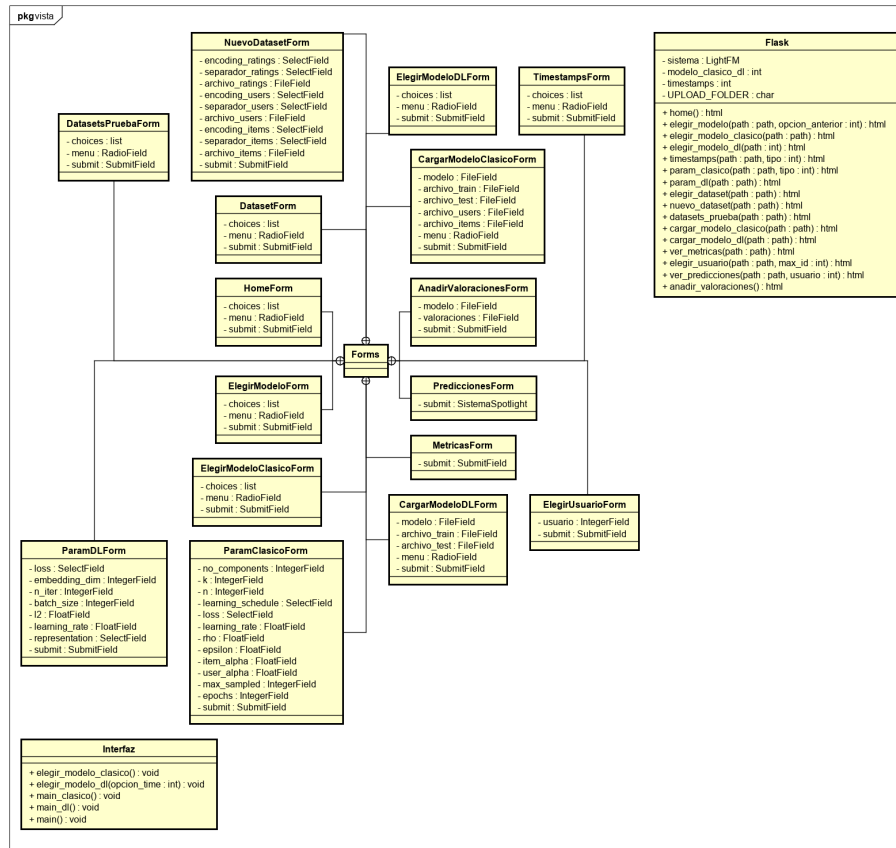 pkg vista
NuevoDatasetForm
- encoding_ratings : SelectField
- separador_ratings : SelectField
- archivo_ratings : FileField
- encoding_users : SelectField
- separador_users : SelectField
- archivo_users : FileField
- encoding_items : SelectField
- separador_items : SelectField
- archivo_items : FileField
- submit : SubmitField
ElegirModeloDLForm
- choices : list
- menu : RadioField
- submit : SubmitField
TimestampsForm
- choices : list
- menu : RadioField
- submit : SubmitField
Flask
- sistema : LightFM
- modelo_clasico_dl : int
- timestamps : int
- UPLOAD_FOLDER : char
+ home() : html
+ elegir_modelo(path : path, opcion_anterior : int) : html
+ elegir_modelo_clasico(path : path) : html
+ elegir_modelo_dl(path : int) : html
+ timestamps(path : path, tipo : int) : html
+ param_clasico(path : path, tipo : int) : html
+ param_dl(path : path) : html
+ elegir_dataset(path : path) : html
+ nuevo_dataset(path : path) : html
+ datasets_prueba(path : path) : html
+ cargar_modelo_clasico(path : path) : html
+ cargar_modelo_dl(path : path) : html
+ ver_metricas(path : path) : html
+ elegir_usuario(path : path, max_id : int) : html
+ ver_predicciones(path : path, usuario : int) : html
+ anadir_valoraciones() : html
DatasetsPruebaForm
- choices : list
- menu : RadioField
- submit : SubmitField
CargarModeloClasicoForm
- modelo : FileField
- archivo_train : FileField
- archivo_test : FileField
- archivo_users : FileField
- archivo_items : FileField
- menu : RadioField
- submit : SubmitField
DatasetForm
- choices : list
- menu : RadioField
- submit : SubmitField
HomeForm
- choices : list
- menu : RadioField
- submit : SubmitField
AnadirValoracionesForm
- modelo : FileField
- valoraciones : FileField
- submit : SubmitField
Forms
ElegirModeloForm
- choices : list
- menu : RadioField
- submit : SubmitField
PrediccionesForm
- submit : SistemaSpotlight
MetricasForm
- submit : SubmitField
ElegirModeloClasicoForm
- choices : list
- menu : RadioField
- submit : SubmitField
CargarModeloDLForm
- modelo : FileField
- archivo_train : FileField
- archivo_test : FileField
- menu : RadioField
- submit : SubmitField
ElegirUsuarioForm
- usuario : IntegerField
- submit : SubmitField
ParamDLForm
- loss : SelectField
- embedding_dim : IntegerField
- n_iter : IntegerField
- batch_size : IntegerField
- l2 : FloatField
- learning_rate : FloatField
- representation : SelectField
- submit : SubmitField
ParamClasicoForm
- no_components : IntegerField
- k : IntegerField
- n : IntegerField
- learning_schedule : SelectField
- loss : SelectField
- learning_rate : FloatField
- rho : FloatField
- epsilon : FloatField
- item_alpha : FloatField
- user_alpha : FloatField
- max_sampled : IntegerField
- epochs : IntegerField
- submit : SubmitField
Interfaz
+ elegir_modelo_clasico() : void
+ elegir_modelo_dl(opcion_time : int) : void
+ main_clasico() : void
+ main_dl() : void
+ main() : void